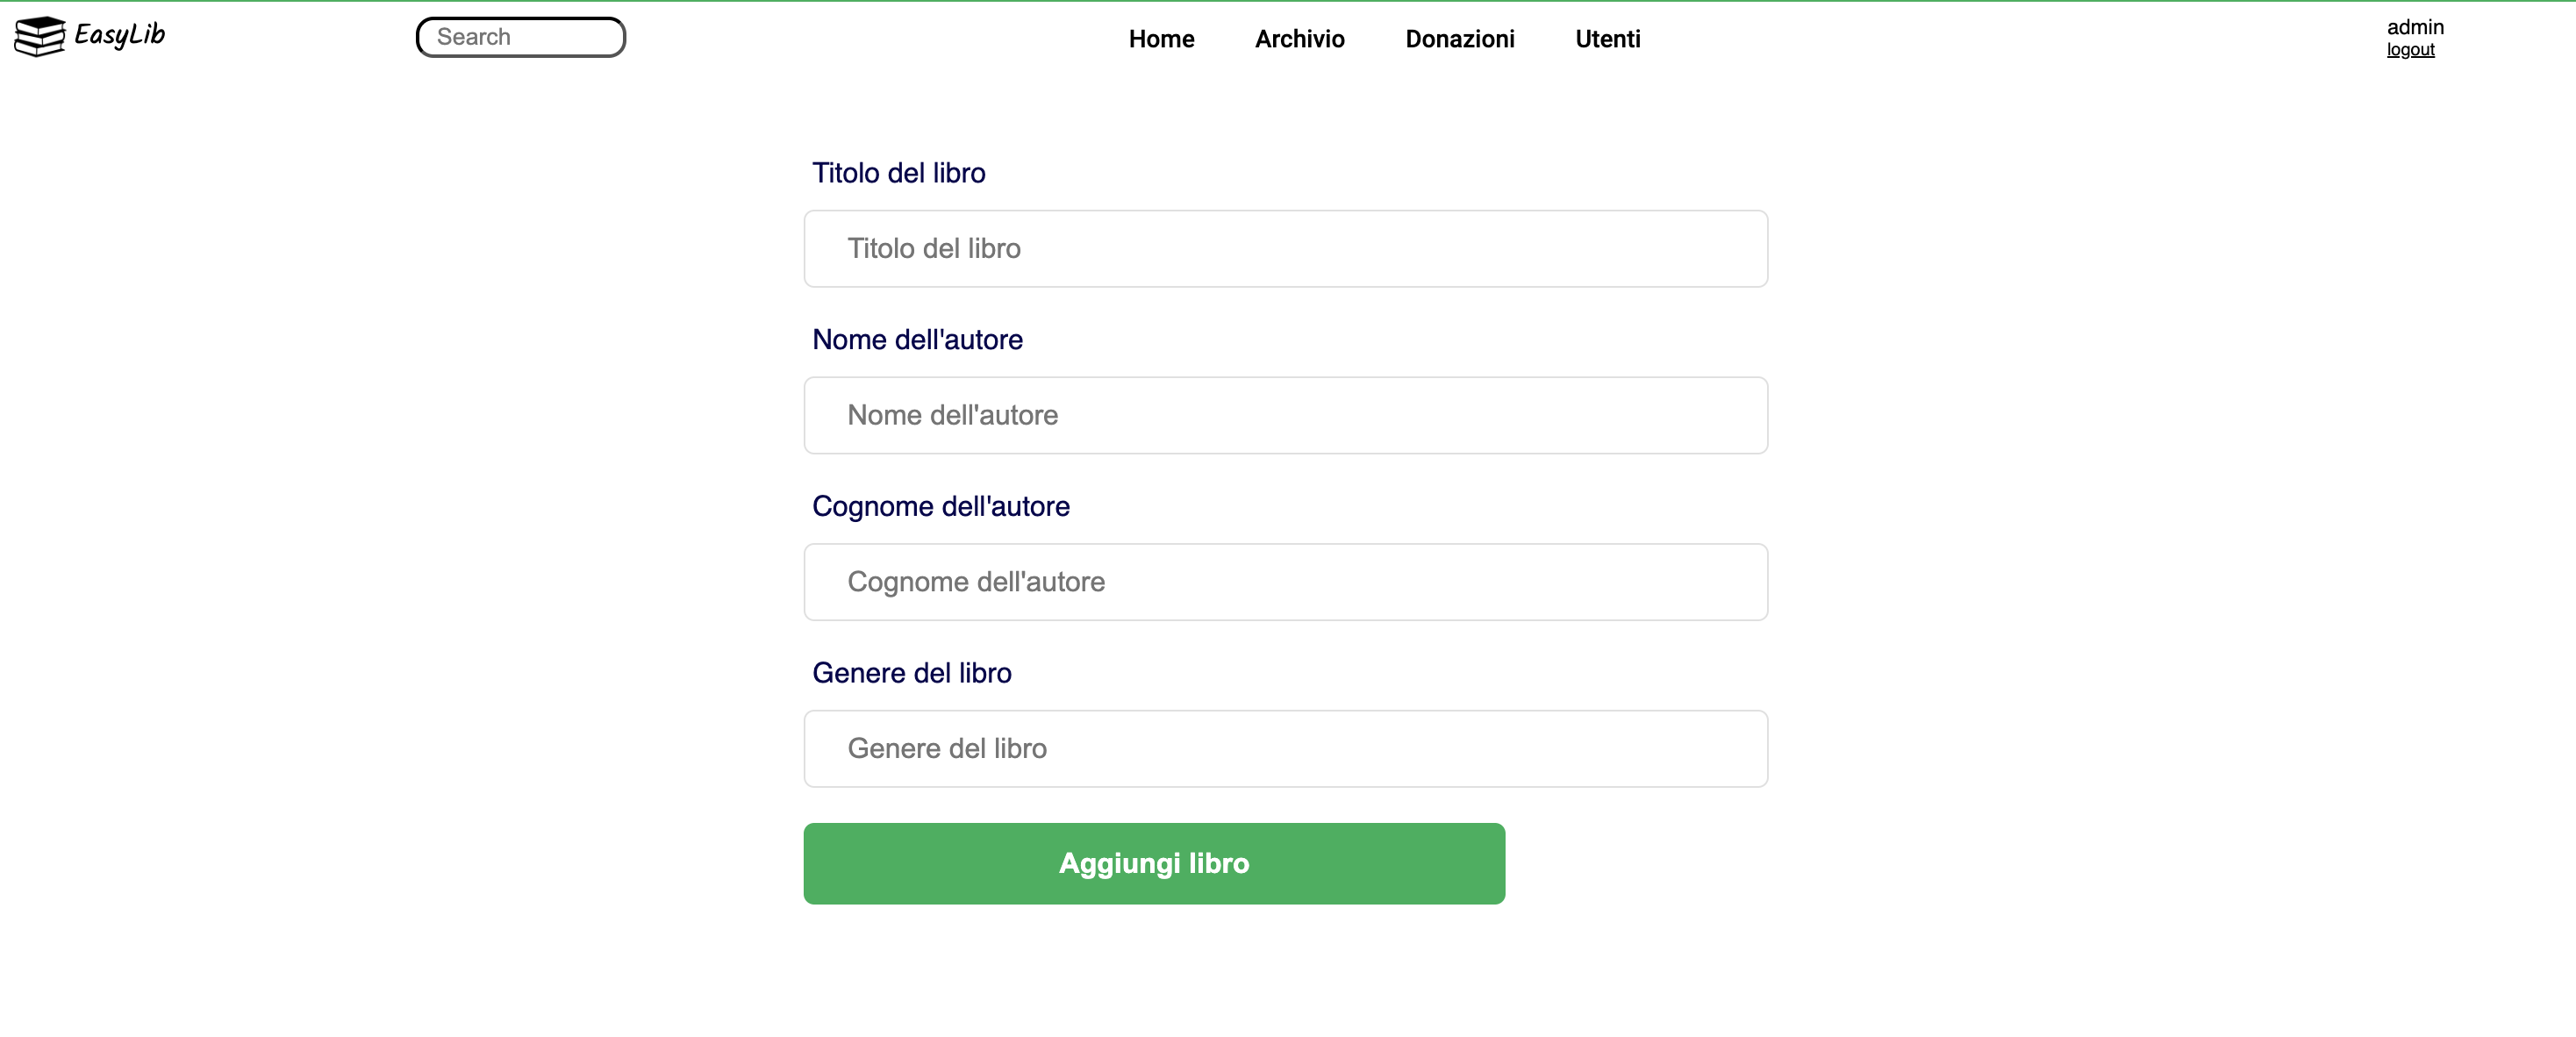 EasyLib
Search
Home Archivio Donazioni Utenti
admin
logout
Titolo del libro
Titolo del libro
Nome dell'autore
Nome dell'autore
Cognome dell'autore
Cognome dell'autore
Genere del libro
Genere del libro
Aggiungi libro